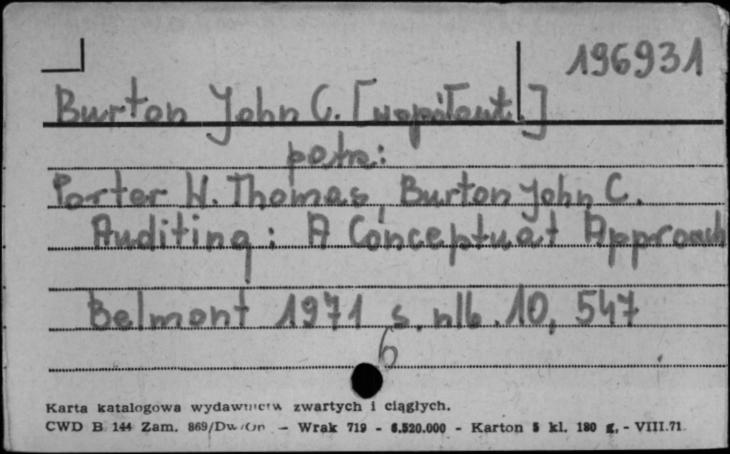 196931
Burton John C. [współaut.]
patrz:
Porter W. Thomas, Burton John C.
Auditing: A Conceptual Approach
Belmont 1971 s. nlb. 10, 547
6
Karta katalogowa wydawnictw zwartych i ciągłych.
CWD B 144 Zam. 869/Dw/On — Wrak 719 - 6.520.000 - Karton 5 kl. 180 g. - VIII.71